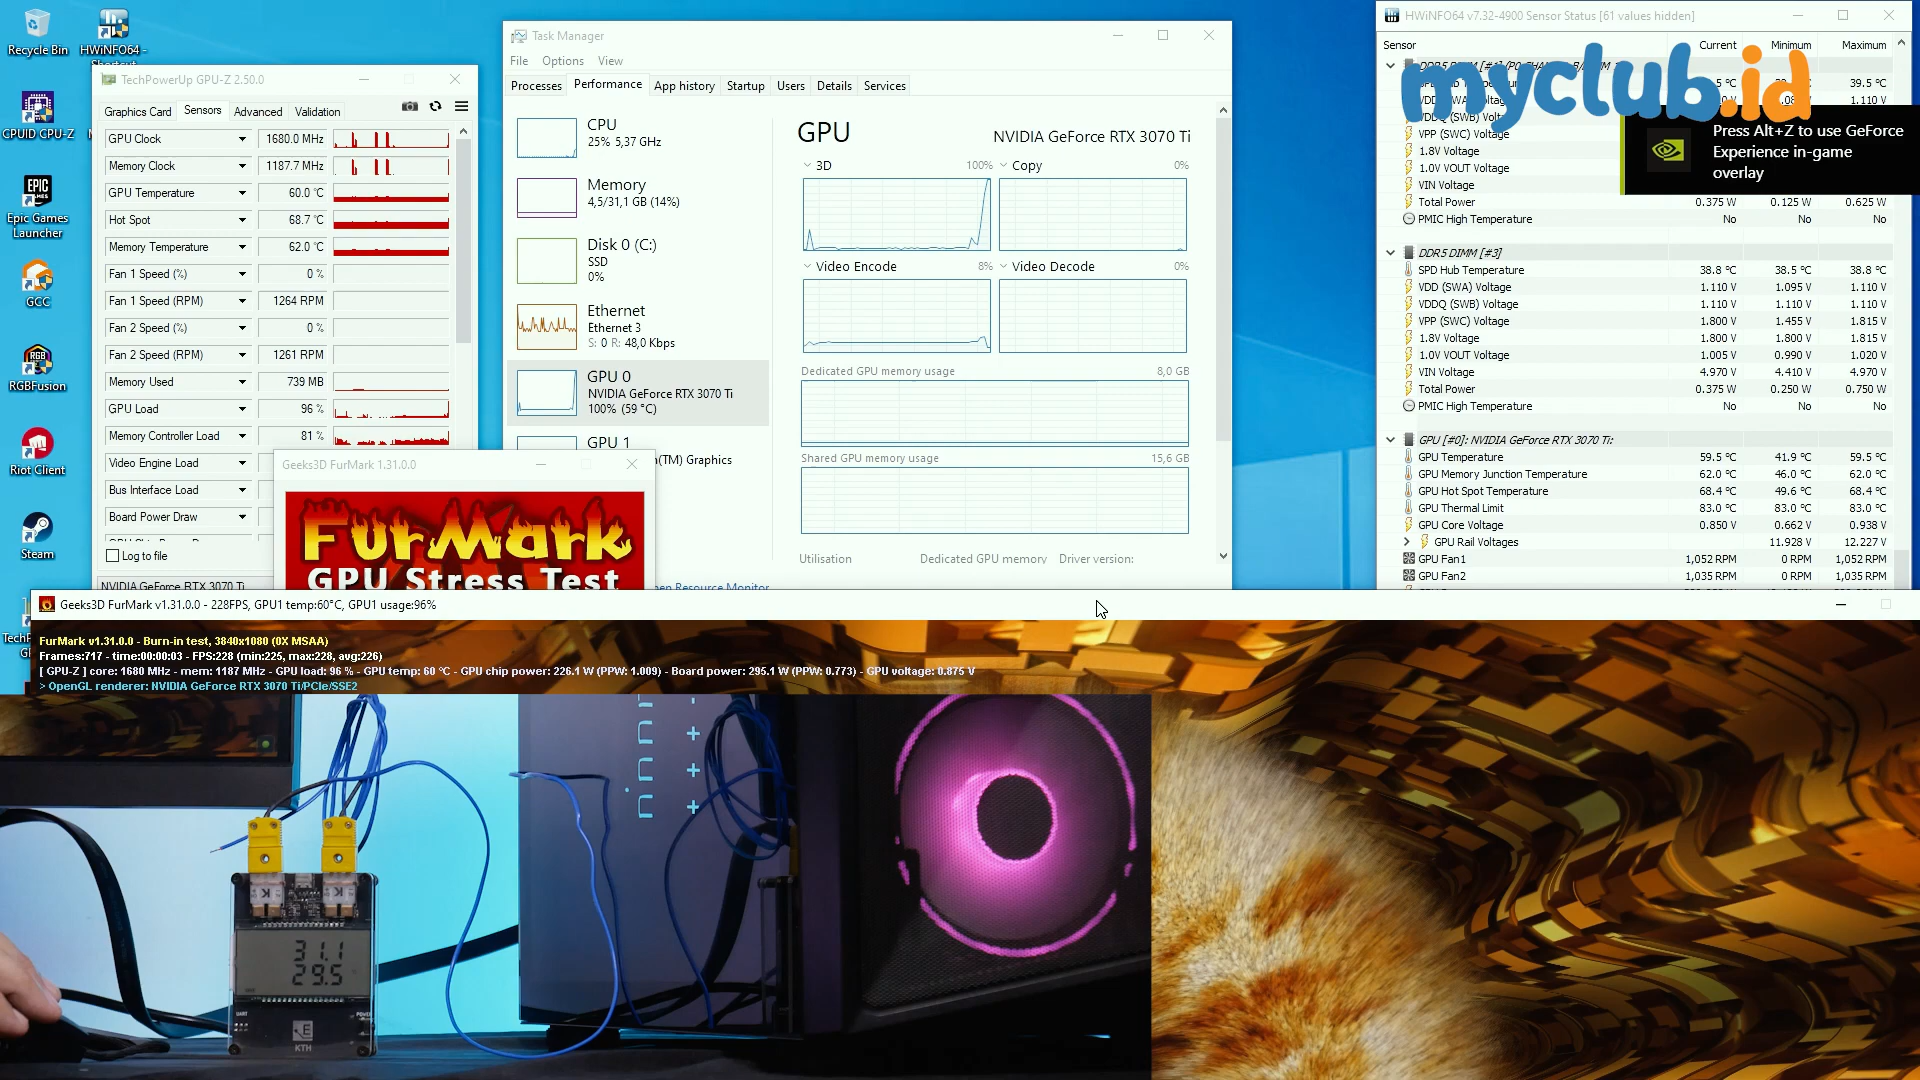 Recycle Bin
HWiNFO64 -
Shortcut
CPUID CPU-Z
Epic Games
Launcher
GCC
RGBFusion
Riot Client
Steam
TechPowerUp GPU-Z 2.50.0
Graphics Card Sensors Advanced Validation
GPU Clock 1680.0 MHz
Memory Clock 1187.7 MHz
GPU Temperature 60.0 °C
Hot Spot 68.7 °C
Memory Temperature 62.0 °C
Fan 1 Speed (%) 0 %
Fan 1 Speed (RPM) 1264 RPM
Fan 2 Speed (%) 0 %
Fan 2 Speed (RPM) 1261 RPM
Memory Used 739 MB
GPU Load 96 %
Memory Controller Load 81 %
Video Engine Load
Bus Interface Load
Board Power Draw
Log to file
NVIDIA GeForce RTX 3070 Ti
Geeks3D FurMark 1.31.0.0
FurMark
GPU Stress Test
Task Manager
File Options View
Processes Performance App history Startup Users Details Services
CPU
25% 5,37 GHz
Memory
4,5/31,1 GB (14%)
Disk 0 (C:)
SSD
0%
Ethernet
Ethernet 3
S: 0 R: 48,0 Kbps
GPU 0
NVIDIA GeForce RTX 3070 Ti
100% (59 °C)
GPU 1
(TM) Graphics
GPU NVIDIA GeForce RTX 3070 Ti
3D 100% Copy 0%
Video Encode 8% Video Decode 0%
Dedicated GPU memory usage 8,0 GB
Shared GPU memory usage 15,6 GB
Utilisation Dedicated GPU memory Driver version:
Open Resource Monitor
HWiNFO64 v7.32-4900 Sensor Status [61 values hidden]
Sensor Current Minimum Maximum
39.5 °C
1.110 V
VPP (SWC) Voltage
1.8V Voltage
1.0V VOUT Voltage
VIN Voltage
Total Power 0.375 W 0.125 W 0.625 W
PMIC High Temperature No No No
DDR5 DIMM [#3]
SPD Hub Temperature 38.8 °C 38.5 °C 38.8 °C
VDD (SWA) Voltage 1.110 V 1.095 V 1.110 V
VDDQ (SWB) Voltage 1.110 V 1.110 V 1.110 V
VPP (SWC) Voltage 1.800 V 1.455 V 1.815 V
1.8V Voltage 1.800 V 1.800 V 1.815 V
1.0V VOUT Voltage 1.005 V 0.990 V 1.020 V
VIN Voltage 4.970 V 4.410 V 4.970 V
Total Power 0.375 W 0.250 W 0.750 W
PMIC High Temperature No No No
GPU [#0]: NVIDIA GeForce RTX 3070 Ti:
GPU Temperature 59.5 °C 41.9 °C 59.5 °C
GPU Memory Junction Temperature 62.0 °C 46.0 °C 62.0 °C
GPU Hot Spot Temperature 68.4 °C 49.6 °C 68.4 °C
GPU Thermal Limit 83.0 °C 83.0 °C 83.0 °C
GPU Core Voltage 0.850 V 0.662 V 0.938 V
GPU Rail Voltages 11.928 V 12.227 V
GPU Fan1 1,052 RPM 0 RPM 1,052 RPM
GPU Fan2 1,035 RPM 0 RPM 1,035 RPM
myclub.id
Press Alt+Z to use GeForce
Experience in-game
overlay
Geeks3D FurMark v1.31.0.0 - 228FPS, GPU1 temp:60°C, GPU1 usage:96%
FurMark v1.31.0.0 - Burn-in test, 3840x1080 (0X MSAA)
Frames:717 - time:00:00:03 - FPS:228 (min:225, max:228, avg:226)
[ GPU-Z ] core: 1680 MHz - mem: 1187 MHz - GPU load: 96 % - GPU temp: 60 °C - GPU chip power: 226.1 W (PPW: 1.009) - Board power: 295.1 W (PPW: 0.773) - GPU voltage: 0.875 V
> OpenGL renderer: NVIDIA GeForce RTX 3070 Ti/PCIe/SSE2
K K
31.1
29.5
UART
POWER
KTH